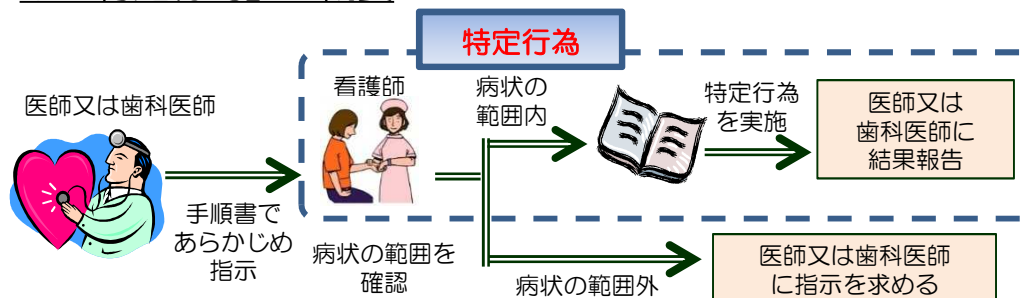 特定行為
医師又は歯科医師
手順書で
あらかじめ
指示
看護師
病状の範囲を
確認
病状の
範囲内
特定行為
を実施
医師又は
歯科医師に
結果報告
病状の範囲外
医師又は歯科医師
に指示を求める